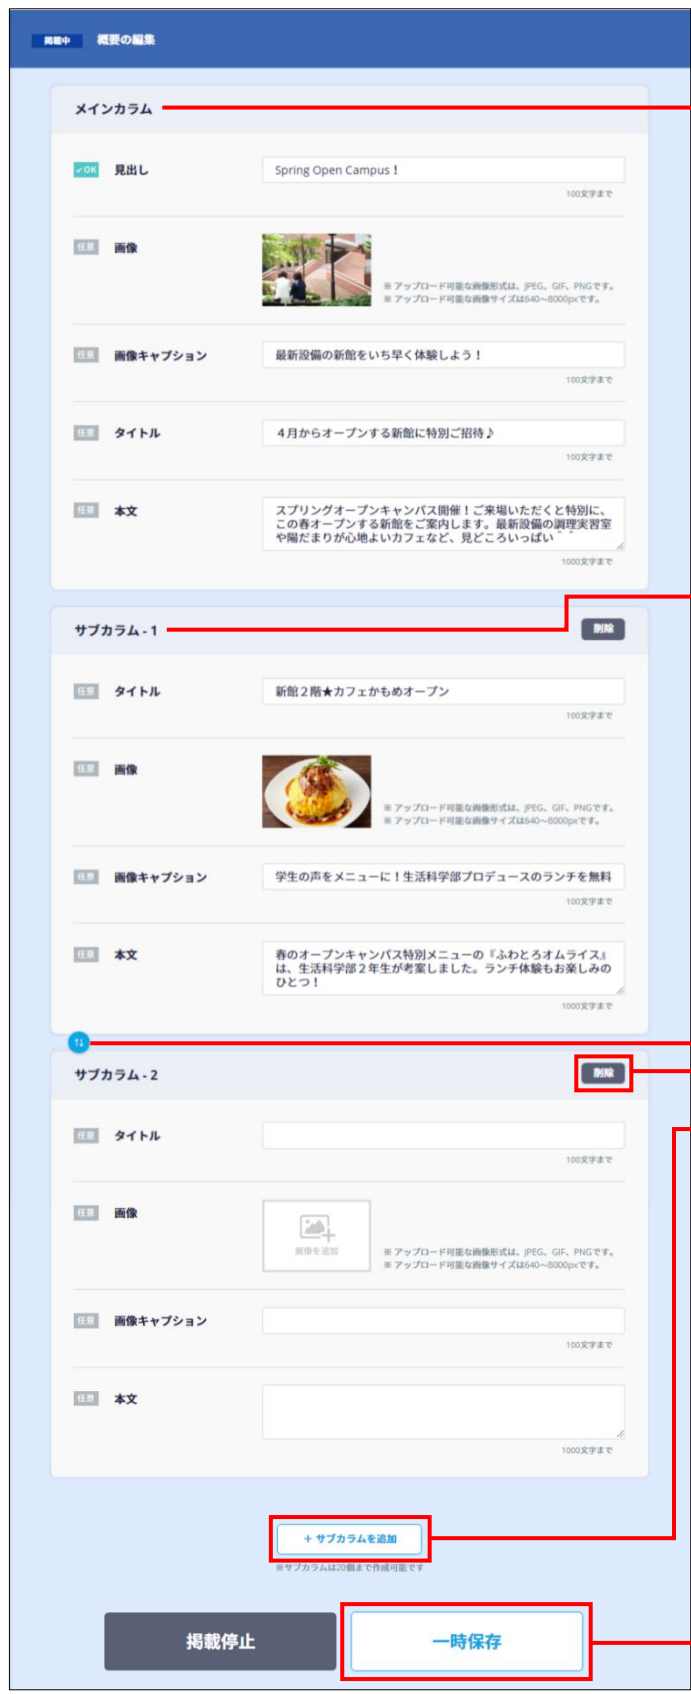 掲載中 概要の編集
メインカラム
✓OK 見出し Spring Open Campus！
100文字まで
任意 画像
※ アップロード可能な画像形式は、JPEG、GIF、PNGです。
※ アップロード可能な画像サイズは640～8000pxです。
任意 画像キャプション 最新設備の新館をいち早く体験しよう！
100文字まで
任意 タイトル ４月からオープンする新館に特別ご招待♪
100文字まで
任意 本文 スプリングオープンキャンパス開催！ご来場いただくと特別に、
この春オープンする新館をご案内します。最新設備の調理実習室
や陽だまりが心地よいカフェなど、見どころいっぱい＾＾
1000文字まで
サブカラム - 1 削除
任意 タイトル 新館２階★カフェかもめオープン
100文字まで
任意 画像
※ アップロード可能な画像形式は、JPEG、GIF、PNGです。
※ アップロード可能な画像サイズは640～8000pxです。
任意 画像キャプション 学生の声をメニューに！生活科学部プロデュースのランチを無料
100文字まで
任意 本文 春のオープンキャンパス特別メニューの『ふわとろオムライス』
は、生活科学部２年生が考案しました。ランチ体験もお楽しみの
ひとつ！
1000文字まで
サブカラム - 2 削除
任意 タイトル
100文字まで
任意 画像
画像を追加
※ アップロード可能な画像形式は、JPEG、GIF、PNGです。
※ アップロード可能な画像サイズは640～8000pxです。
任意 画像キャプション
100文字まで
任意 本文
1000文字まで
＋ サブカラムを追加
※サブカラムは20個まで作成可能です
掲載停止 一時保存